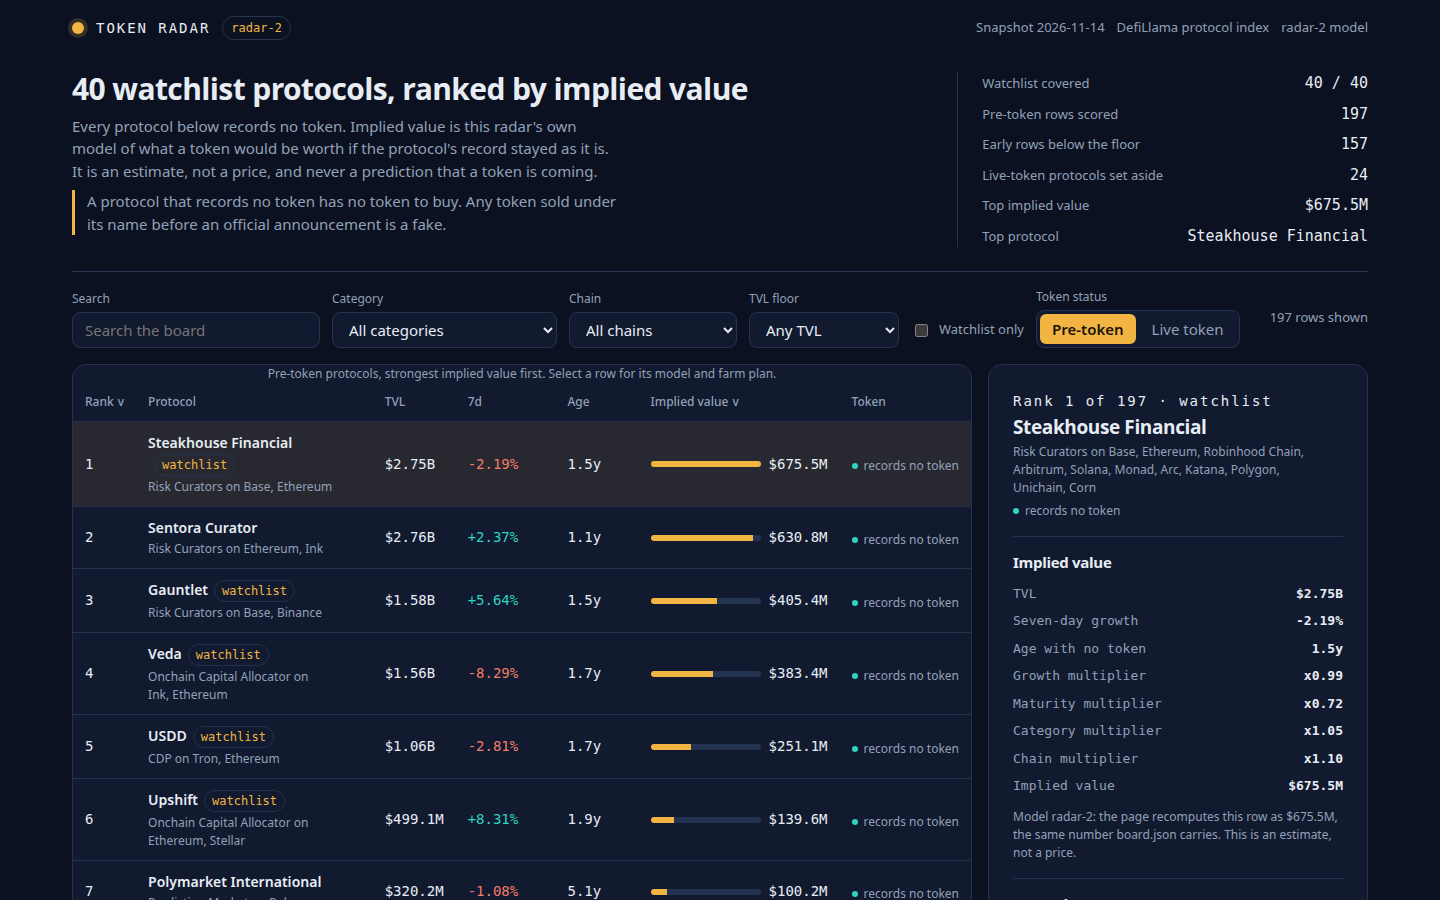 TOKEN RADAR radar-2
Snapshot 2026-11-14 DefiLlama protocol index radar-2 model
40 watchlist protocols, ranked by implied value
Every protocol below records no token. Implied value is this radar's own
model of what a token would be worth if the protocol's record stayed as it is.
It is an estimate, not a price, and never a prediction that a token is coming.
A protocol that records no token has no token to buy. Any token sold under
its name before an official announcement is a fake.
Watchlist covered 40 / 40
Pre-token rows scored 197
Early rows below the floor 157
Live-token protocols set aside 24
Top implied value $675.5M
Top protocol Steakhouse Financial
Search Category Chain TVL floor Token status
Search the board All categories All chains Any TVL Watchlist only Pre-token Live token 197 rows shown
Pre-token protocols, strongest implied value first. Select a row for its model and farm plan.
Rank v Protocol TVL 7d Age Implied value v Token
Steakhouse Financial
1 watchlist $2.75B -2.19% 1.5y $675.5M records no token
Risk Curators on Base, Ethereum
Sentora Curator
2 $2.76B +2.37% 1.1y $630.8M records no token
Risk Curators on Ethereum, Ink
Gauntlet watchlist
3 $1.58B +5.64% 1.5y $405.4M records no token
Risk Curators on Base, Binance
Veda watchlist
4 $1.56B -8.29% 1.7y $383.4M records no token
Onchain Capital Allocator on
Ink, Ethereum
USDD watchlist
5 $1.06B -2.81% 1.7y $251.1M records no token
CDP on Tron, Ethereum
Upshift watchlist
6 $499.1M +8.31% 1.9y $139.6M records no token
Onchain Capital Allocator on
Ethereum, Stellar
Polymarket International
7 $320.2M -1.08% 5.1y $100.2M records no token
Rank 1 of 197 · watchlist
Steakhouse Financial
Risk Curators on Base, Ethereum, Robinhood Chain,
Arbitrum, Solana, Monad, Arc, Katana, Polygon,
Unichain, Corn
records no token
Implied value
TVL $2.75B
Seven-day growth -2.19%
Age with no token 1.5y
Growth multiplier x0.99
Maturity multiplier x0.72
Category multiplier x1.05
Chain multiplier x1.10
Implied value $675.5M
Model radar-2: the page recomputes this row as $675.5M,
the same number board.json carries. This is an estimate,
not a price.